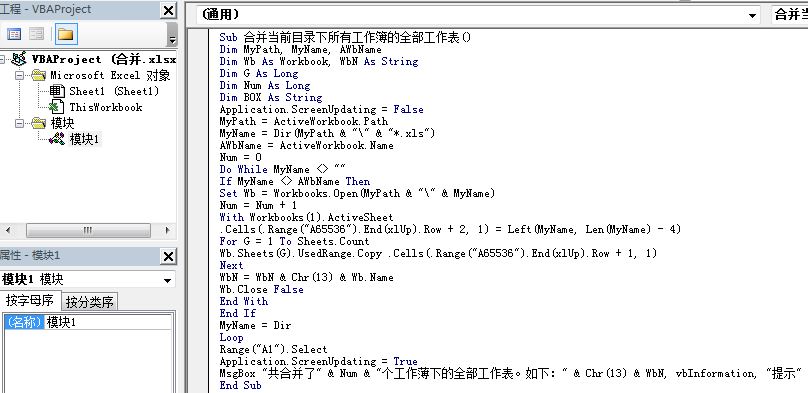 工程 - VBAProject
VBAProject (合并.xlsx
Microsoft Excel 对象
Sheet1 (Sheet1)
ThisWorkbook
模块
模块1
属性 - 模块1
模块1 模块
按字母序 按分类序
(名称) 模块1
(通用)
合并当
Sub 合并当前目录下所有工作簿的全部工作表()
Dim MyPath, MyName, AWbName
Dim Wb As Workbook, WbN As String
Dim G As Long
Dim Num As Long
Dim BOX As String
Application.ScreenUpdating = False
MyPath = ActiveWorkbook.Path
MyName = Dir(MyPath & "\" & "*.xls")
AWbName = ActiveWorkbook.Name
Num = 0
Do While MyName <> ""
If MyName <> AWbName Then
Set Wb = Workbooks.Open(MyPath & "\" & MyName)
Num = Num + 1
With Workbooks(1).ActiveSheet
.Cells(.Range("A65536").End(xlUp).Row + 2, 1) = Left(MyName, Len(MyName) - 4)
For G = 1 To Sheets.Count
Wb.Sheets(G).UsedRange.Copy .Cells(.Range("A65536").End(xlUp).Row + 1, 1)
Next
WbN = WbN & Chr(13) & Wb.Name
Wb.Close False
End With
End If
MyName = Dir
Loop
Range("A1").Select
Application.ScreenUpdating = True
MsgBox "共合并了" & Num & "个工作薄下的全部工作表。如下：" & Chr(13) & WbN, vbInformation, "提示"
End Sub